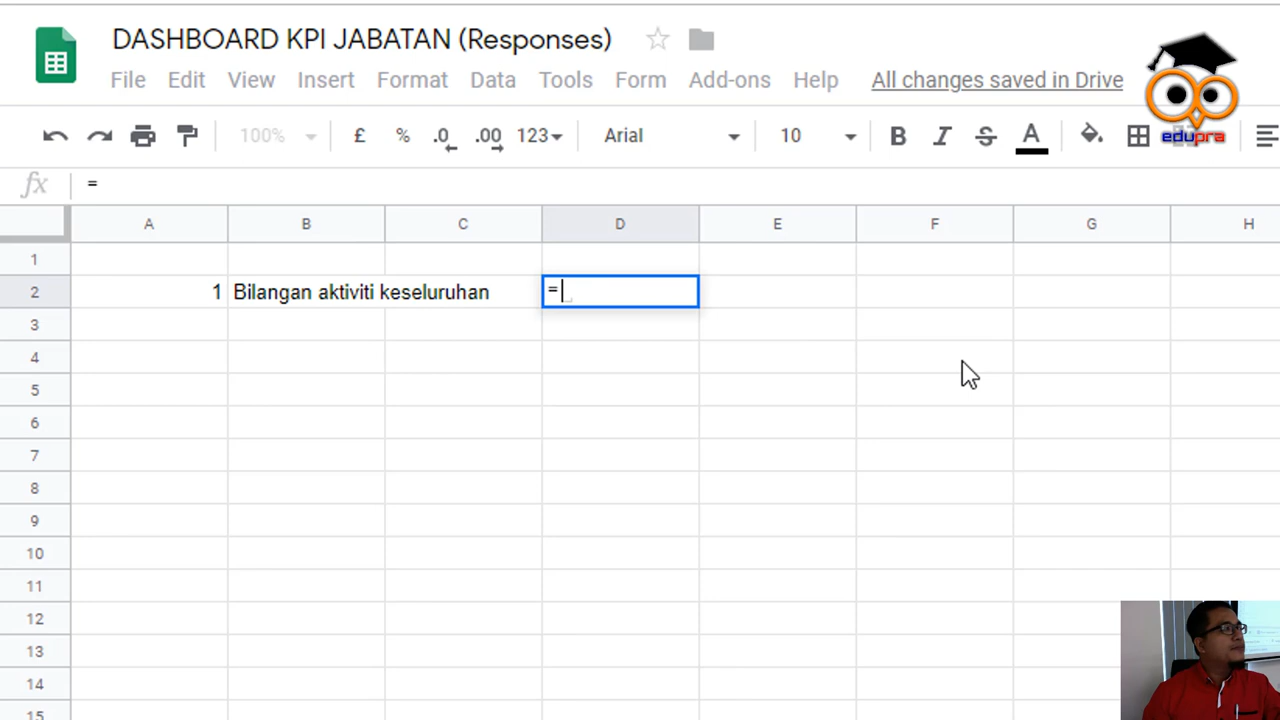 DASHBOARD KPI JABATAN (Responses)
File Edit View Insert Format Data Tools Form Add-ons Help All changes saved in Drive
edupra
100% £ % .0 .00 123 Arial 10 B I S A
fx =
A B C D E F G H
1
2 1 Bilangan aktiviti keseluruhan =
3
4
5
6
7
8
9
10
11
12
13
14
15